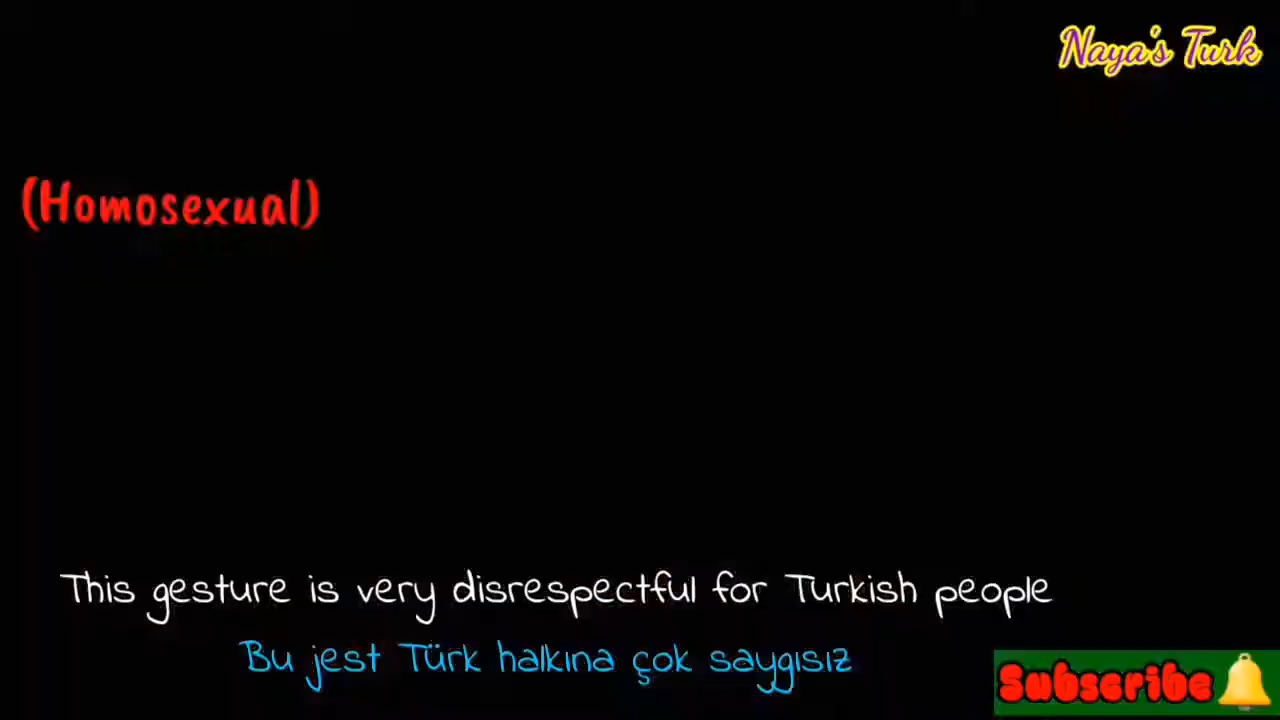 Naya's Turk
(Homosexual)
This gesture is very disrespectful for Turkish people
Bu jest Türk halkına çok saygısız
Subscribe